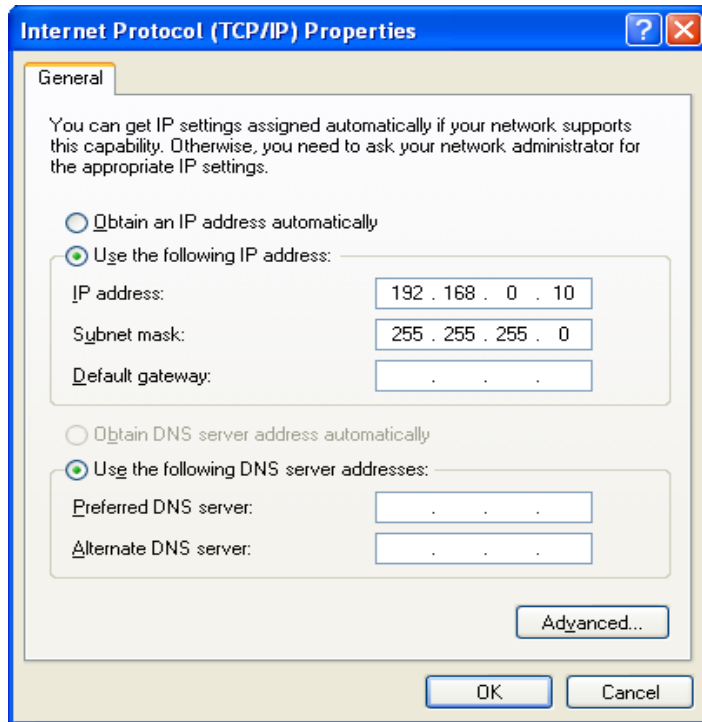 Internet Protocol (TCP/IP) Properties
General
You can get IP settings assigned automatically if your network supports
this capability. Otherwise, you need to ask your network administrator for
the appropriate IP settings.
Obtain an IP address automatically
Use the following IP address:
IP address: 192 . 168 . 0 . 10
Subnet mask: 255 . 255 . 255 . 0
Default gateway: . . .
Obtain DNS server address automatically
Use the following DNS server addresses:
Preferred DNS server: . . .
Alternate DNS server: . . .
Advanced...
OK Cancel